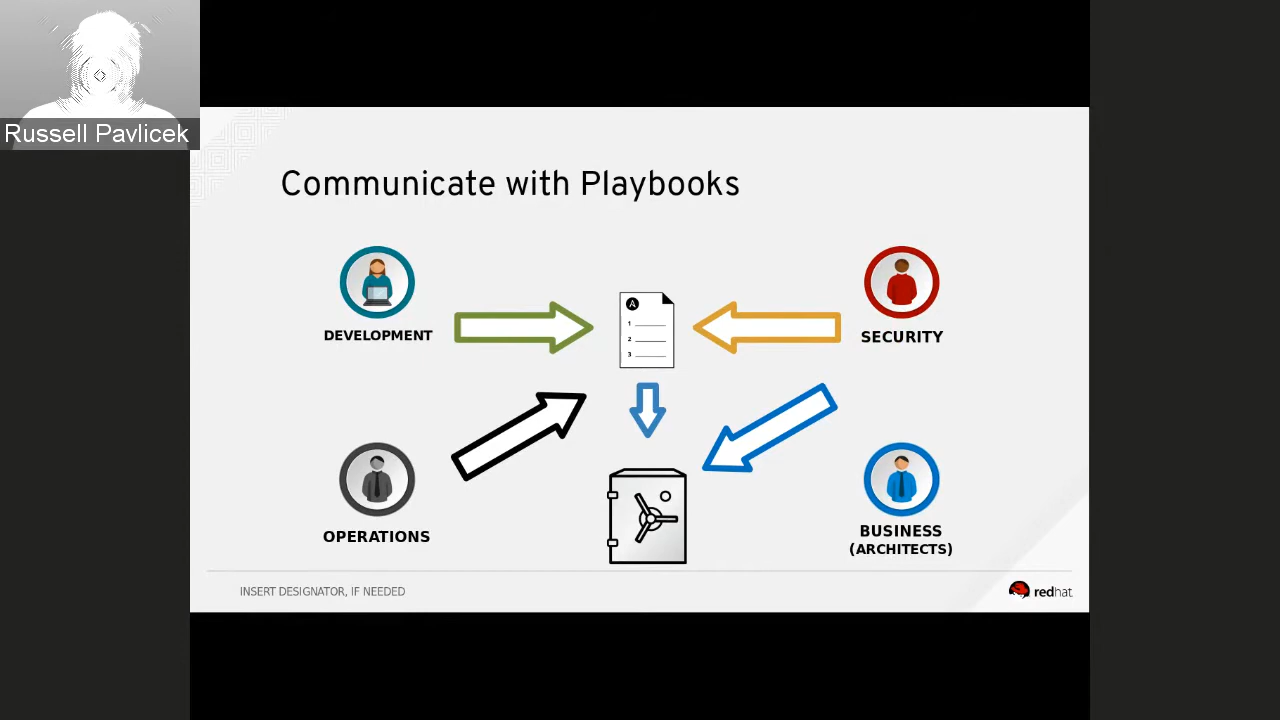 Russell Pavlicek
Communicate with Playbooks
DEVELOPMENT
A
1
2
3
SECURITY
OPERATIONS
BUSINESS
(ARCHITECTS)
INSERT DESIGNATOR, IF NEEDED
redhat